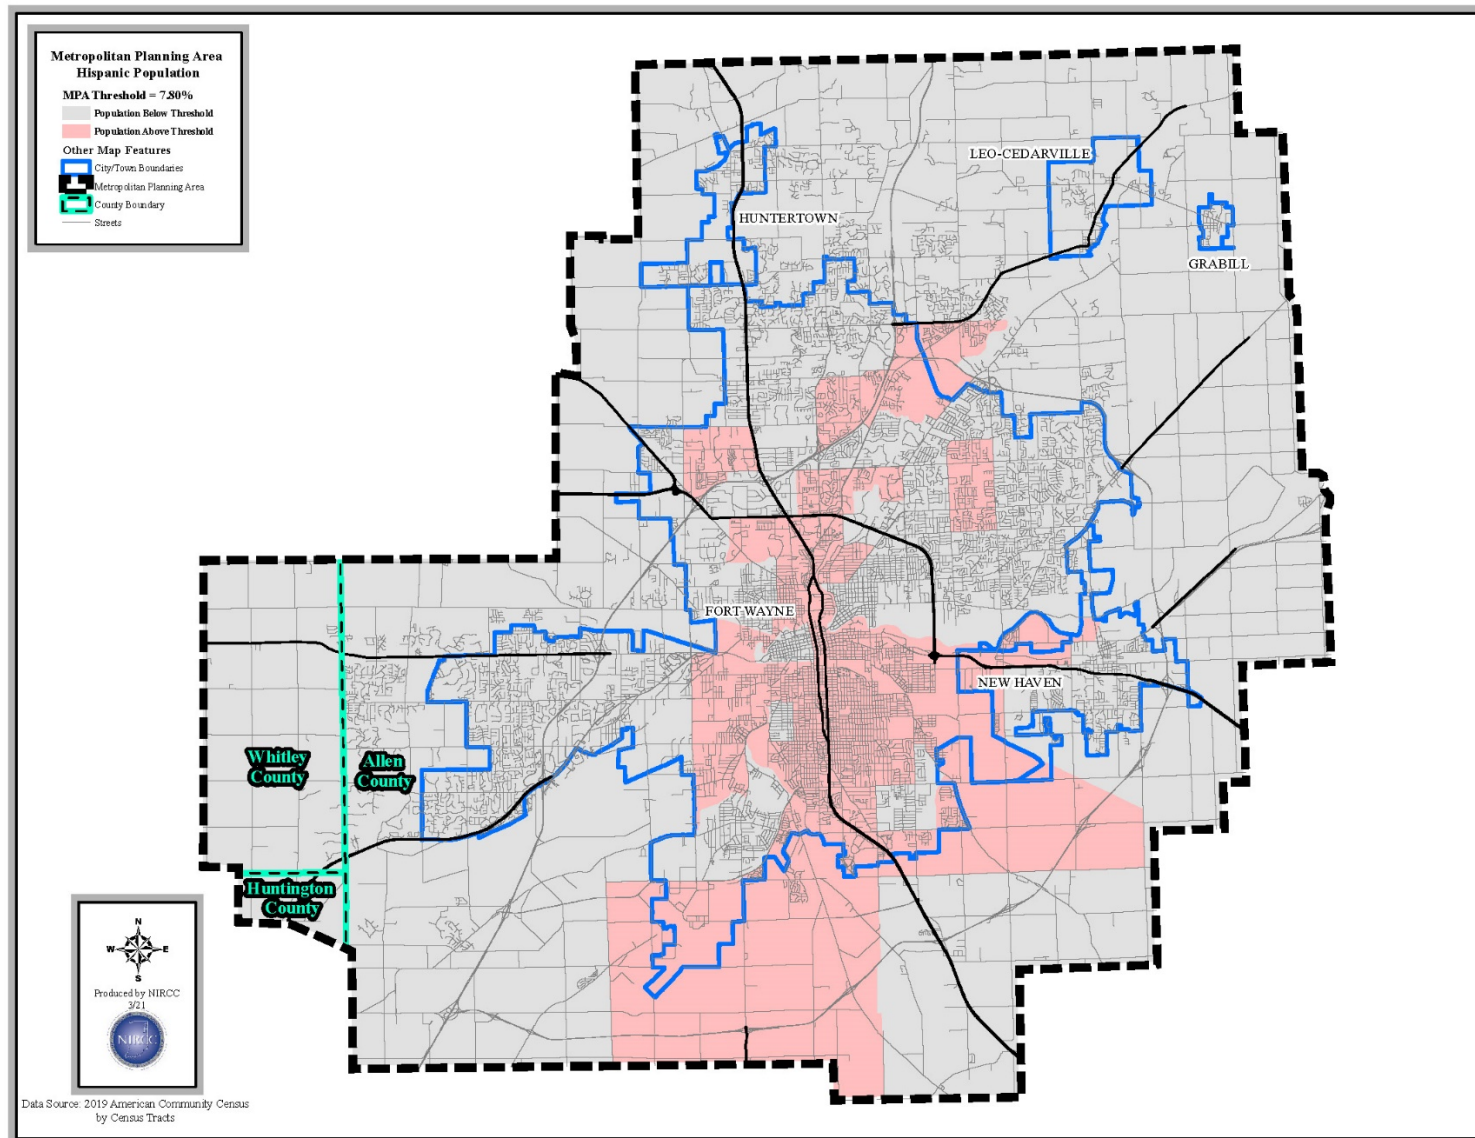 Metropolitan Planning Area
Hispanic Population
MPA Threshold = 7.80%
Population Below Threshold
Population Above Threshold
Other Map Features
City/Town Boundaries
Metropolitan Planning Area
County Boundary
Streets
LEO-CEDARVILLE
HUNTERTOWN
GRABILL
FORT WAYNE
NEW HAVEN
Whitley
County
Allen
County
Huntington
County
N
W E
S
Produced by NIRCC
3/21
NIRCC
Data Source: 2019 American Community Census
by Census Tracts